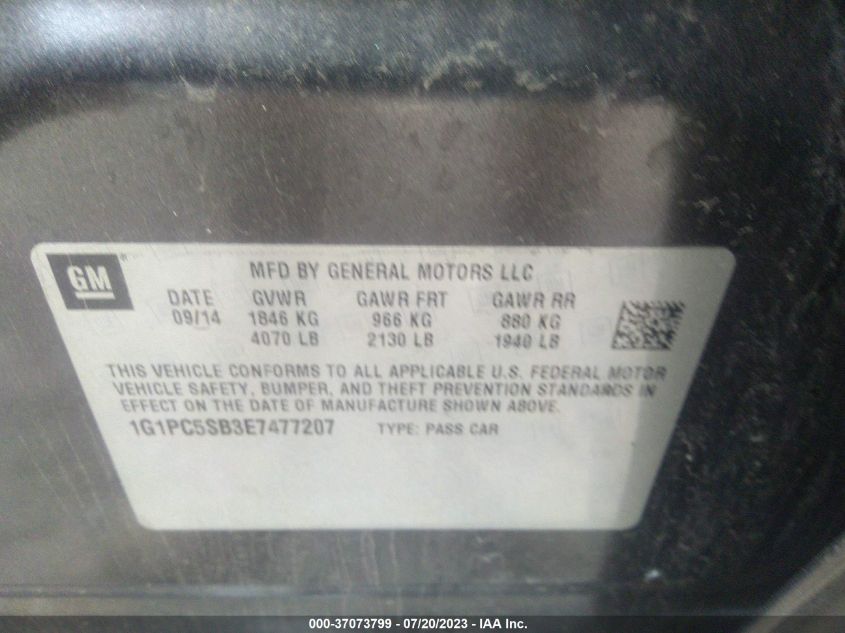 GM ®
MFD BY GENERAL MOTORS LLC
DATE GVWR GAWR FRT GAWR RR
09/14 1846 KG 966 KG 880 KG
4070 LB 2130 LB 1940 LB
THIS VEHICLE CONFORMS TO ALL APPLICABLE U.S. FEDERAL MOTOR
VEHICLE SAFETY, BUMPER, AND THEFT PREVENTION STANDARDS IN
EFFECT ON THE DATE OF MANUFACTURE SHOWN ABOVE.
1G1PC5SB3E7477207 TYPE: PASS CAR
000-37073799 - 07/20/2023 - IAA Inc.